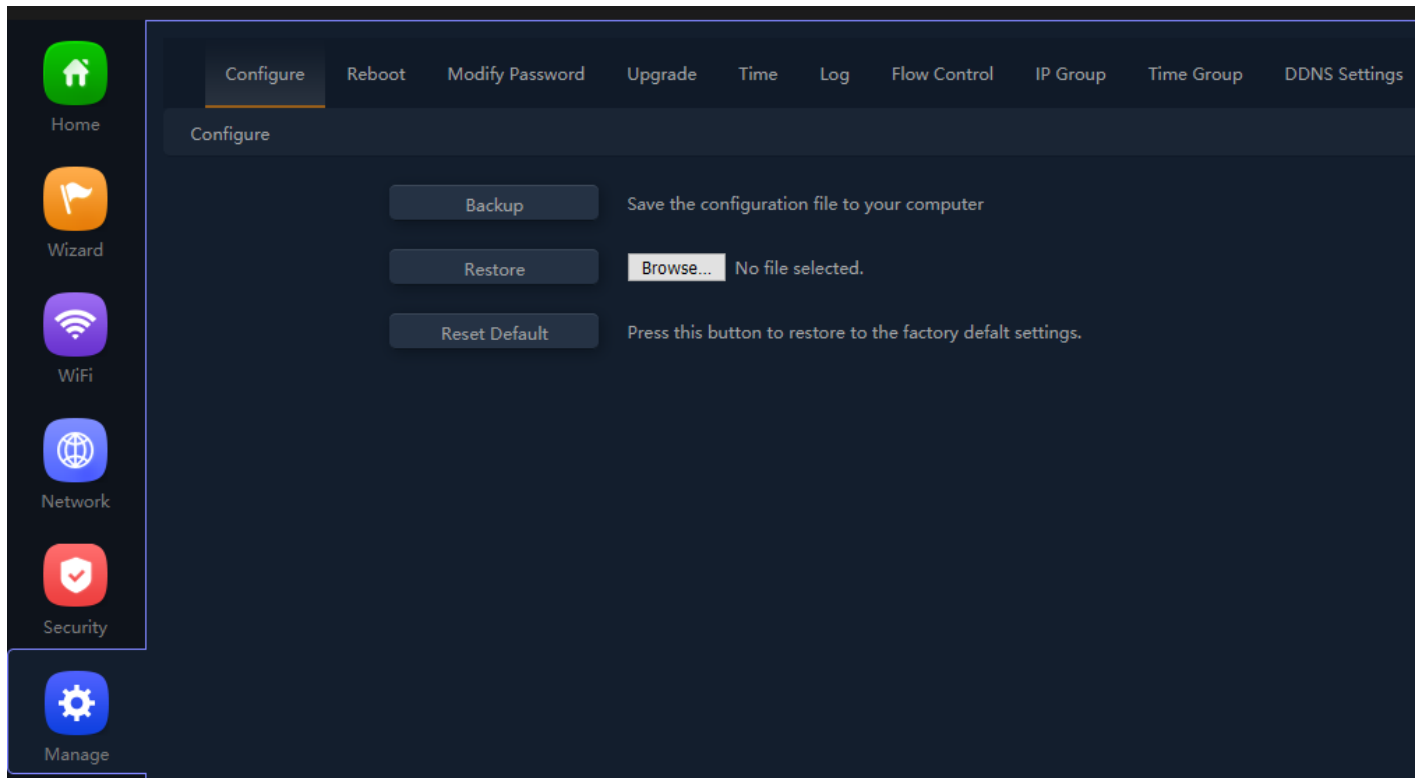 Home
Wizard
WiFi
Network
Security
Manage
Configure Reboot Modify Password Upgrade Time Log Flow Control IP Group Time Group DDNS Settings
Configure
Backup Save the configuration file to your computer
Restore Browse... No file selected.
Reset Default Press this button to restore to the factory defalt settings.